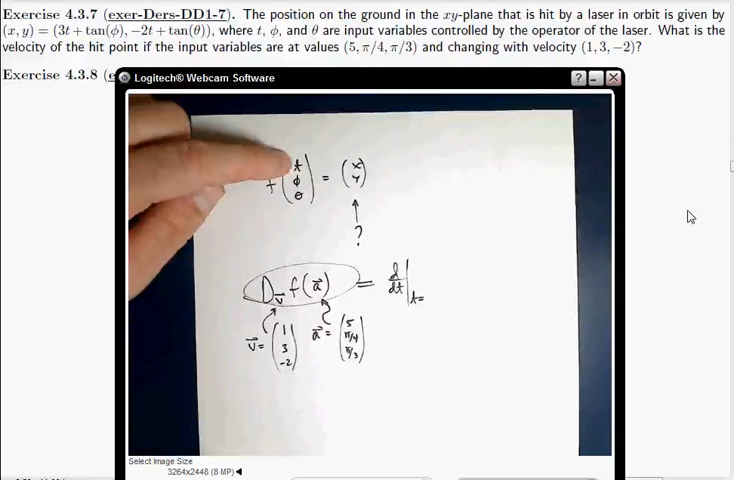 Exercise 4.3.7 (exer-Ders-DD1-7). The position on the ground in the xy-plane that is hit by a laser in orbit is given by
(x, y) = (3t + tan(ϕ), −2t + tan(θ)), where t, ϕ, and θ are input variables controlled by the operator of the laser. What is the
velocity of the hit point if the input variables are at values (5, π/4, π/3) and changing with velocity (1, 3, −2)?
Exercise 4.3.8 (e
Logitech® Webcam Software
f (t ϕ θ) = (x y)
?
D_v⃗ f(a⃗) = d/dt |_t=
v⃗ = (1 3 -2) a⃗ = (5 π/4 π/3)
Select Image Size
3264x2448 (8 MP)